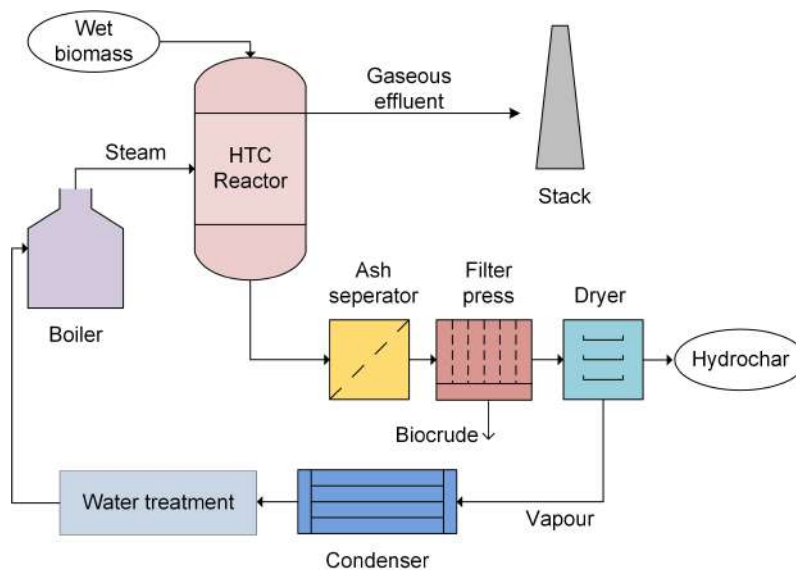 Wet
biomass
Gaseous
effluent
Steam
HTC
Reactor
Stack
Boiler
Ash
seperator
Filter
press
Dryer
Hydrochar
Biocrude
Water treatment
Vapour
Condenser